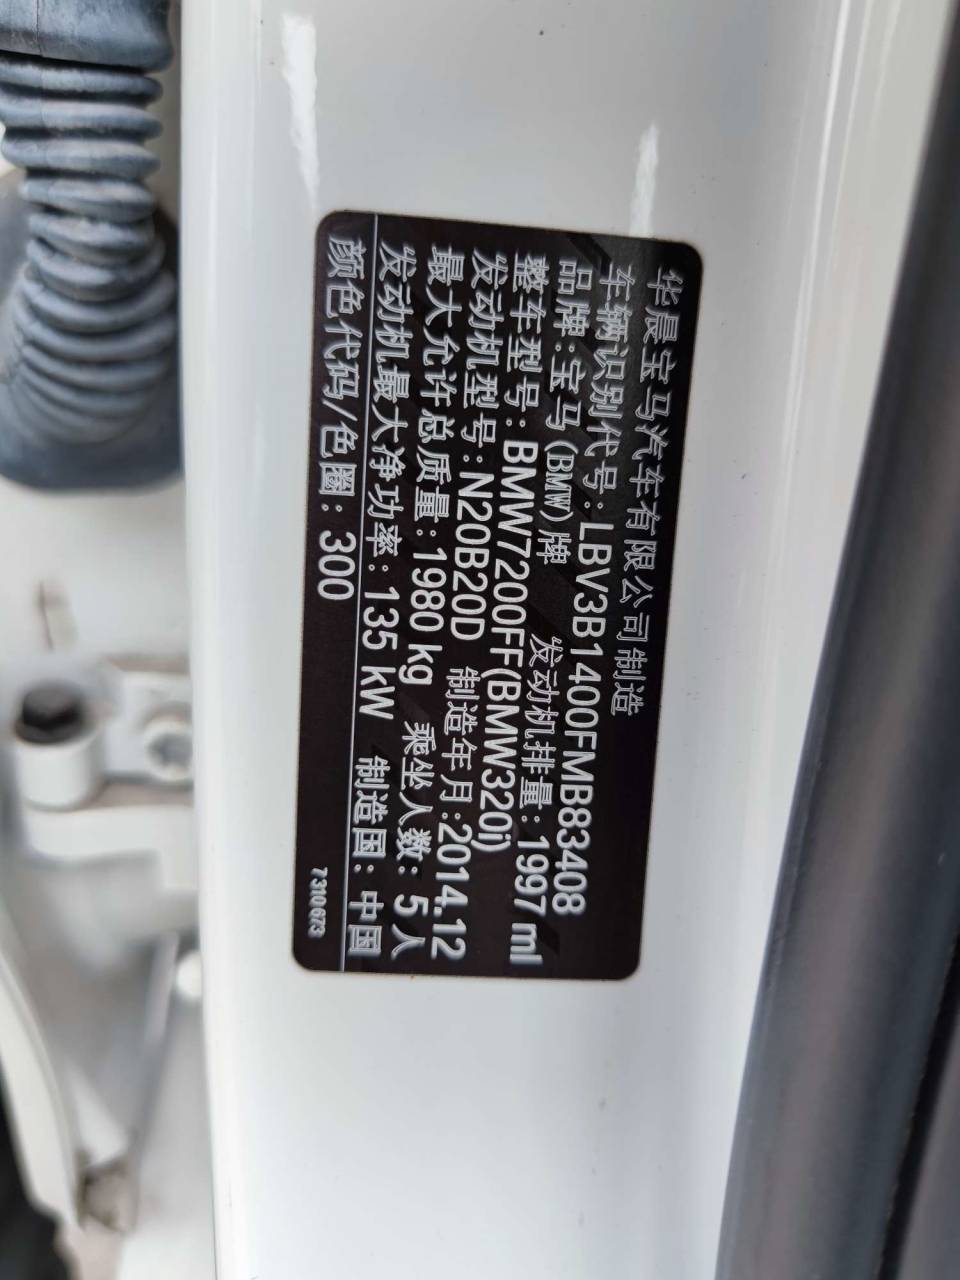 华晨宝马汽车有限公司制造
车辆识别代号:LBV3B1400FMB83408
品牌:宝马(BMW)牌 发动机排量:1997 ml
整车型号:BMW7200FF(BMW320i)
发动机型号:N20B20D 制造年月:2014.12
最大允许总质量:1980 kg 乘坐人数:5人
发动机最大净功率:135 kW 制造国:中国
颜色代码/色圈:300 7310673